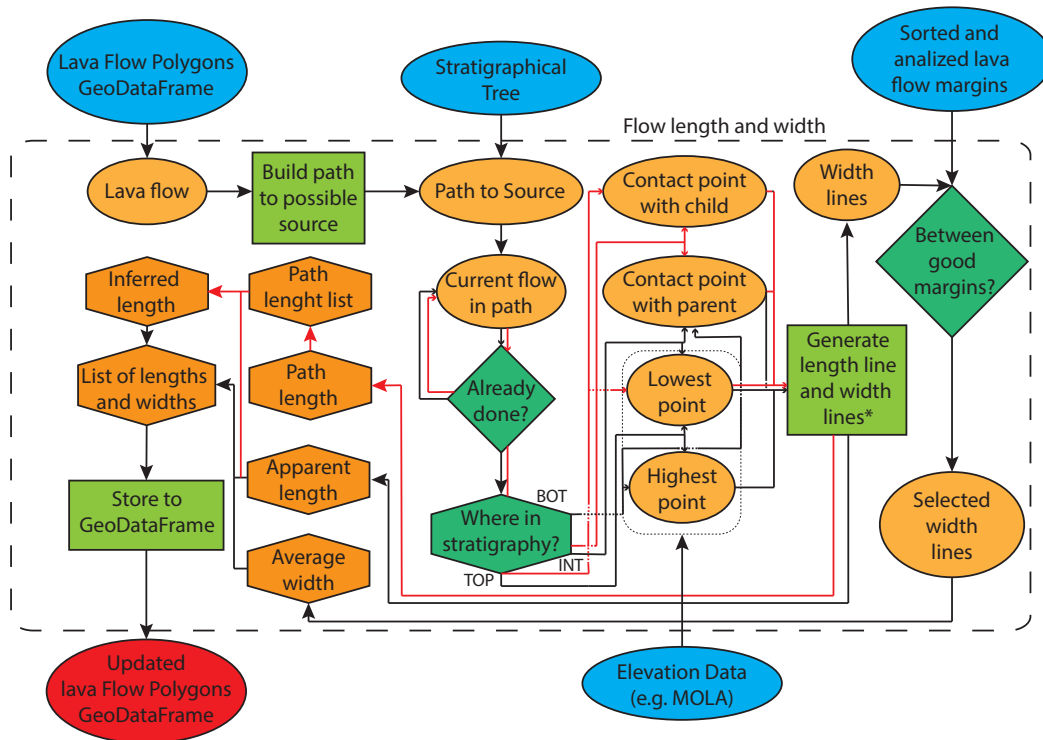 Lava Flow Polygons
GeoDataFrame
Stratigraphical
Tree
Sorted and
analized lava
flow margins
Flow length and width
Lava flow
Build path
to possible
source
Path to Source
Contact point
with child
Width
lines
Between
good
margins?
Inferred
length
Path
lenght list
Current flow
in path
Contact point
with parent
Generate
length line
and width
lines*
List of lengths
and widths
Path
length
Already
done?
Lowest
point
Store to
GeoDataFrame
Apparent
length
Where in
stratigraphy?
BOT
INT
TOP
Highest
point
Selected
width
lines
Average
width
Updated
lava Flow Polygons
GeoDataFrame
Elevation Data
(e.g. MOLA)